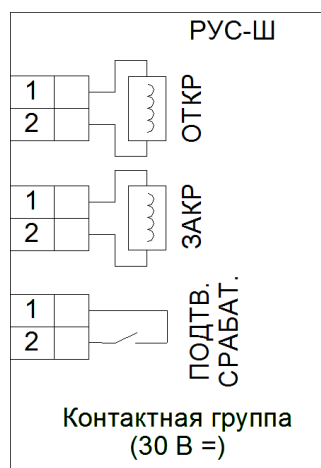 РУС-Ш
1
2
ОТКР
1
2
ЗАКР
1
2
ПОДТВ.
СРАБАТ.
Контактная группа
(30 В =)